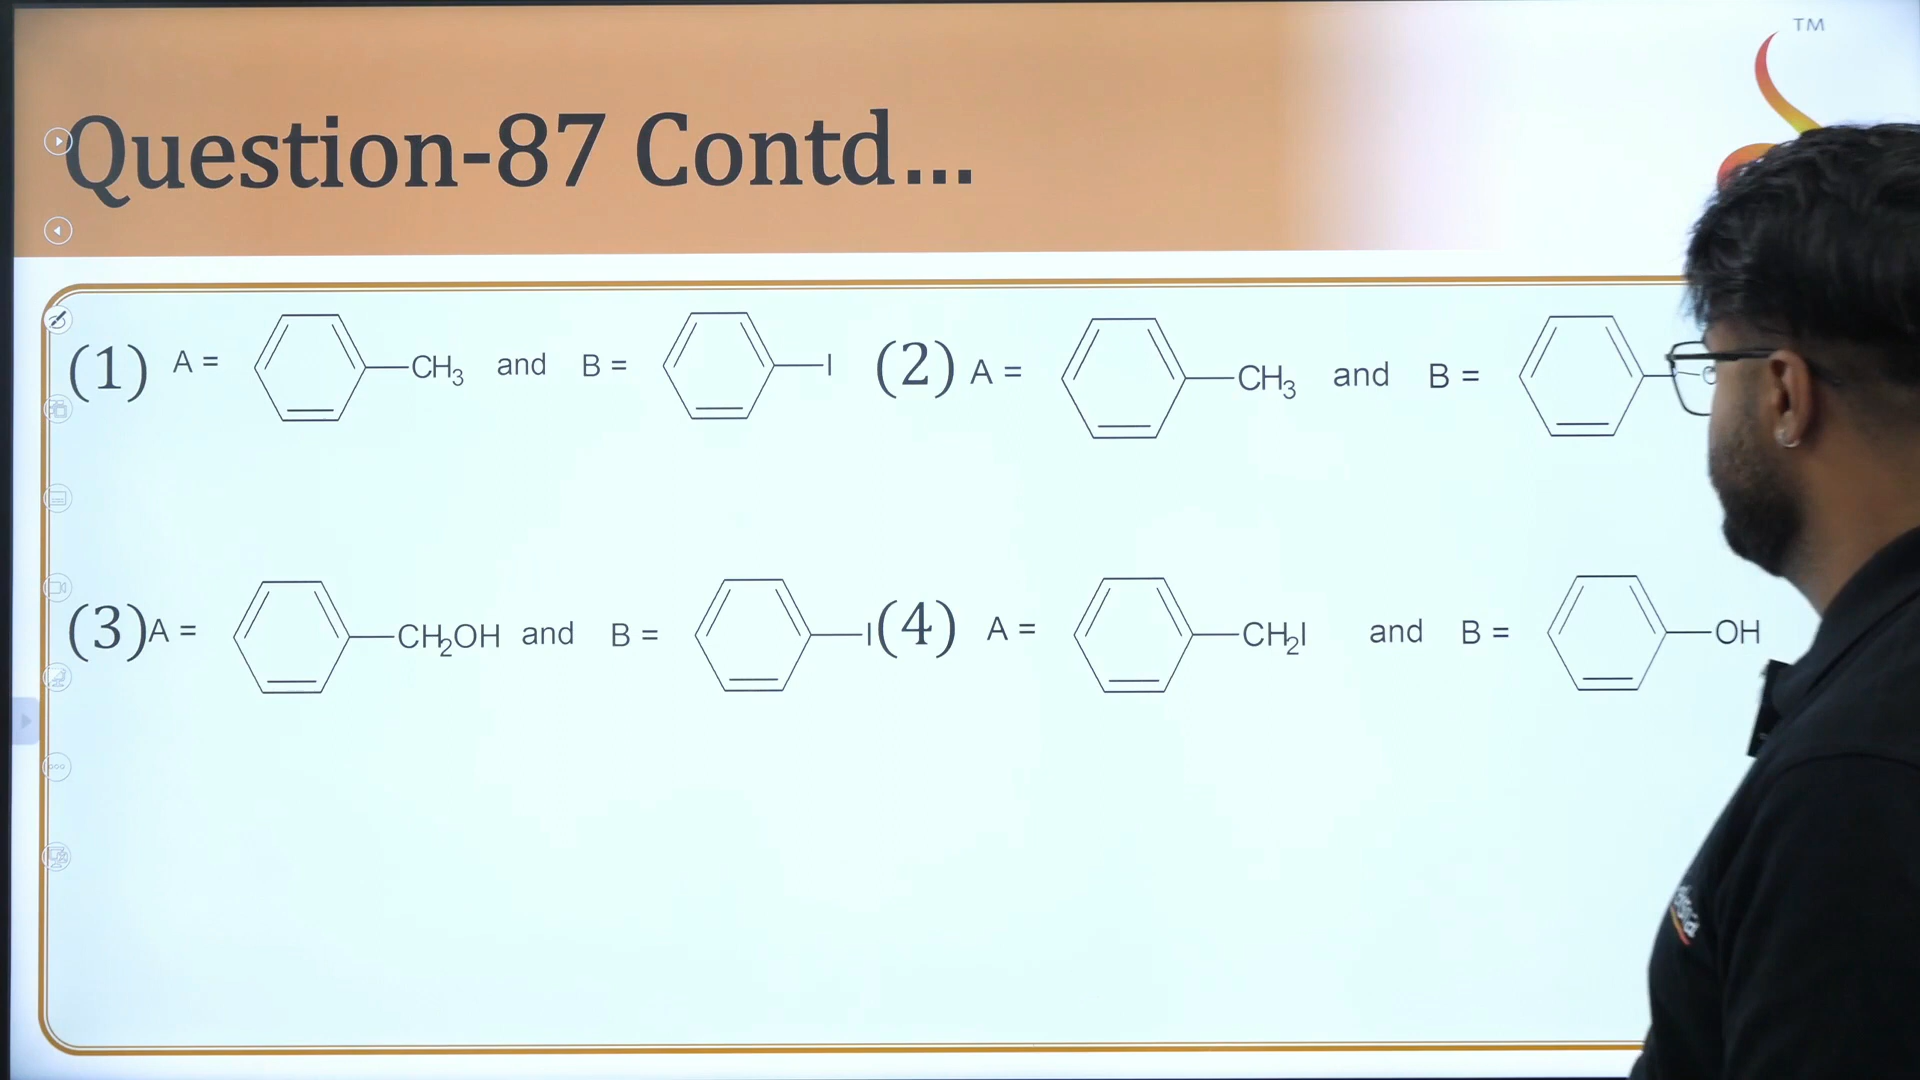 TM
Question-87 Contd...
(1) A = CH3 and B = I (2) A = CH3 and B =
(3) A = CH2OH and B = I (4) A = CH2I and B = OH